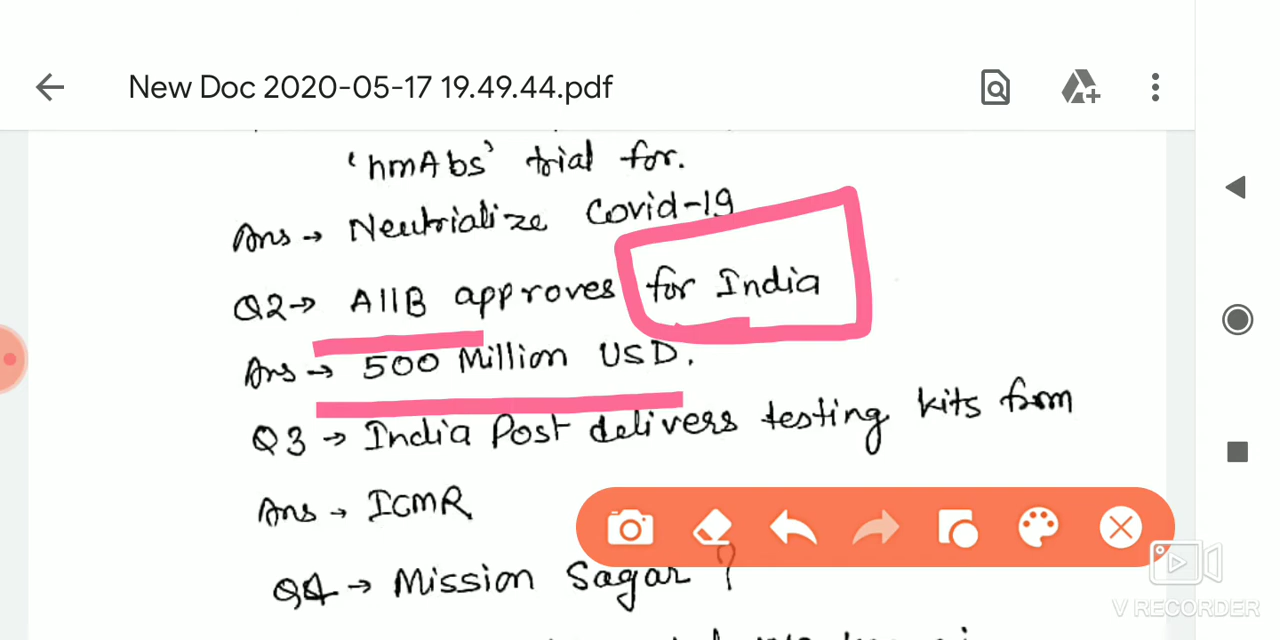 New Doc 2020-05-17 19.49.44.pdf
'hmAbs' trial for.
Ans → Neutrialize Covid-19
Q2 → AIIB approves for India
Ans → 500 Million USD.
Q3 → India Post delivers testing kits from
Ans → ICMR
Q4 → Mission Sagar ?
V RECORDER